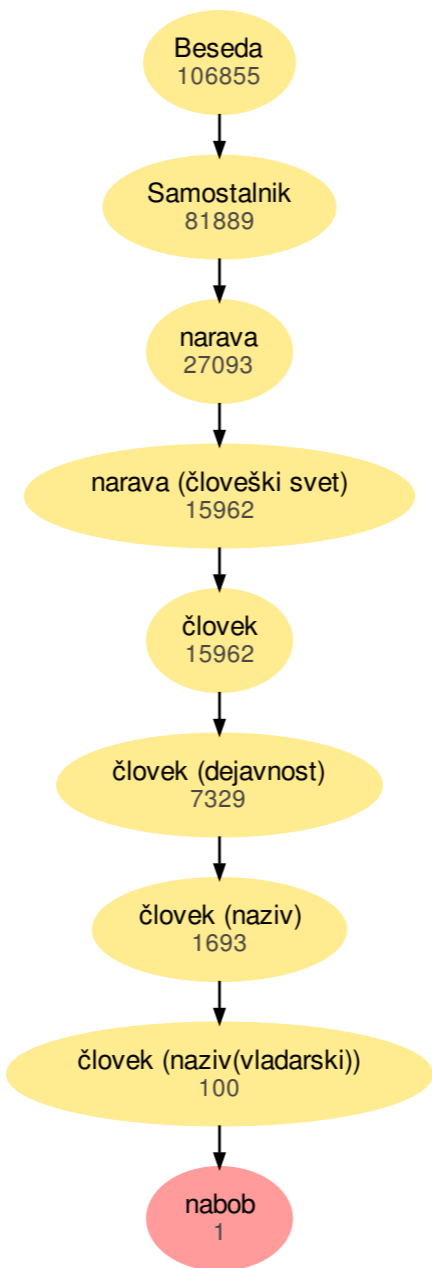 Beseda
106855
Samostalnik
81889
narava
27093
narava (človeški svet)
15962
človek
15962
človek (dejavnost)
7329
človek (naziv)
1693
človek (naziv(vladarski))
100
nabob
1